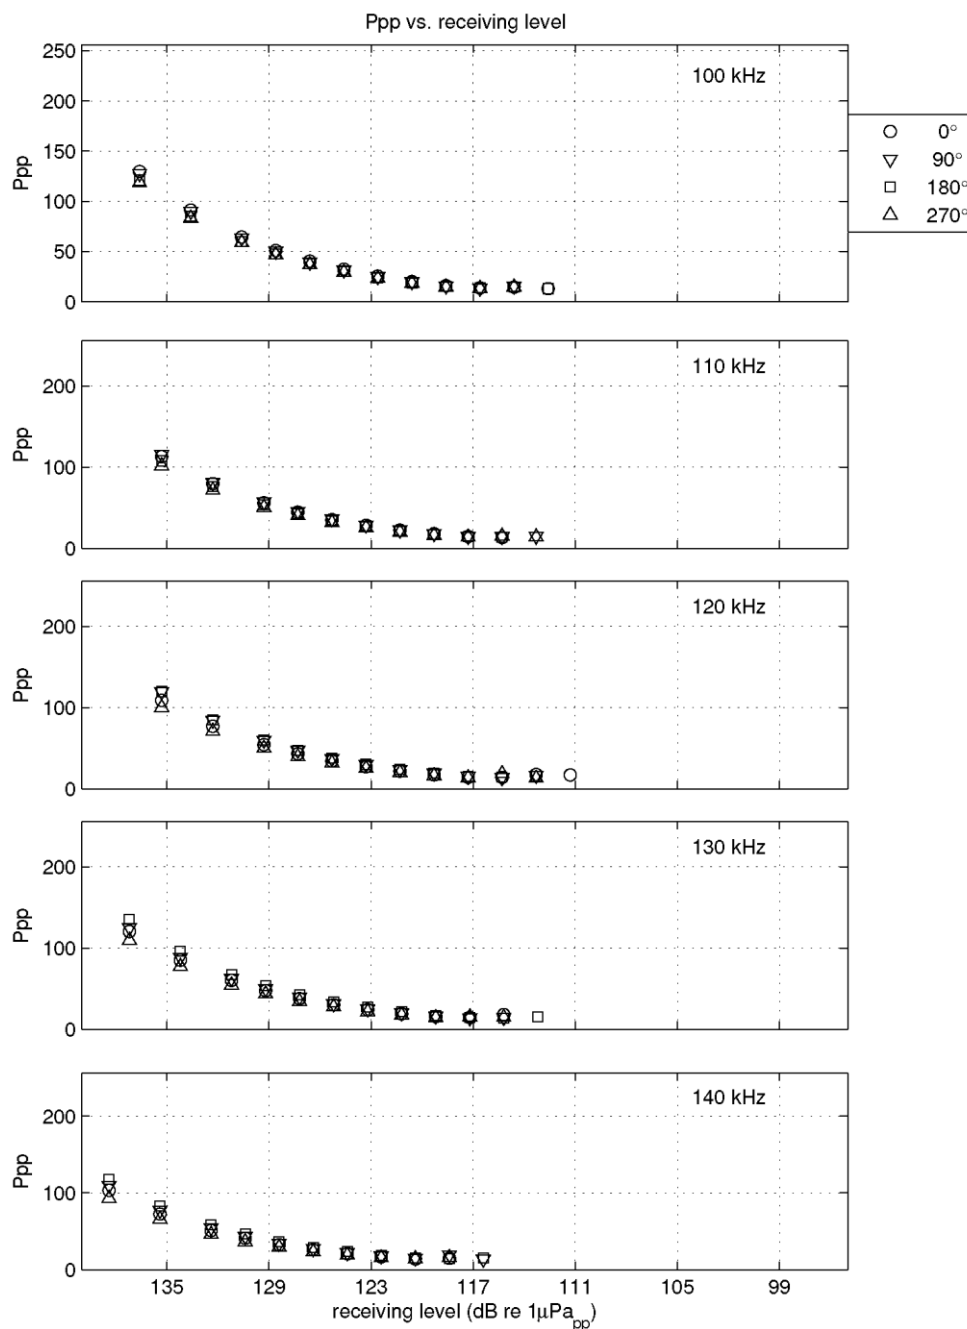 Ppp vs. receiving level
250
200
150
100
50
0
Ppp
100 kHz
0°
90°
180°
270°
200
100
0
Ppp
110 kHz
200
100
0
Ppp
120 kHz
200
100
0
Ppp
130 kHz
200
100
0
Ppp
140 kHz
135 129 123 117 111 105 99
receiving level (dB re 1μPapp)